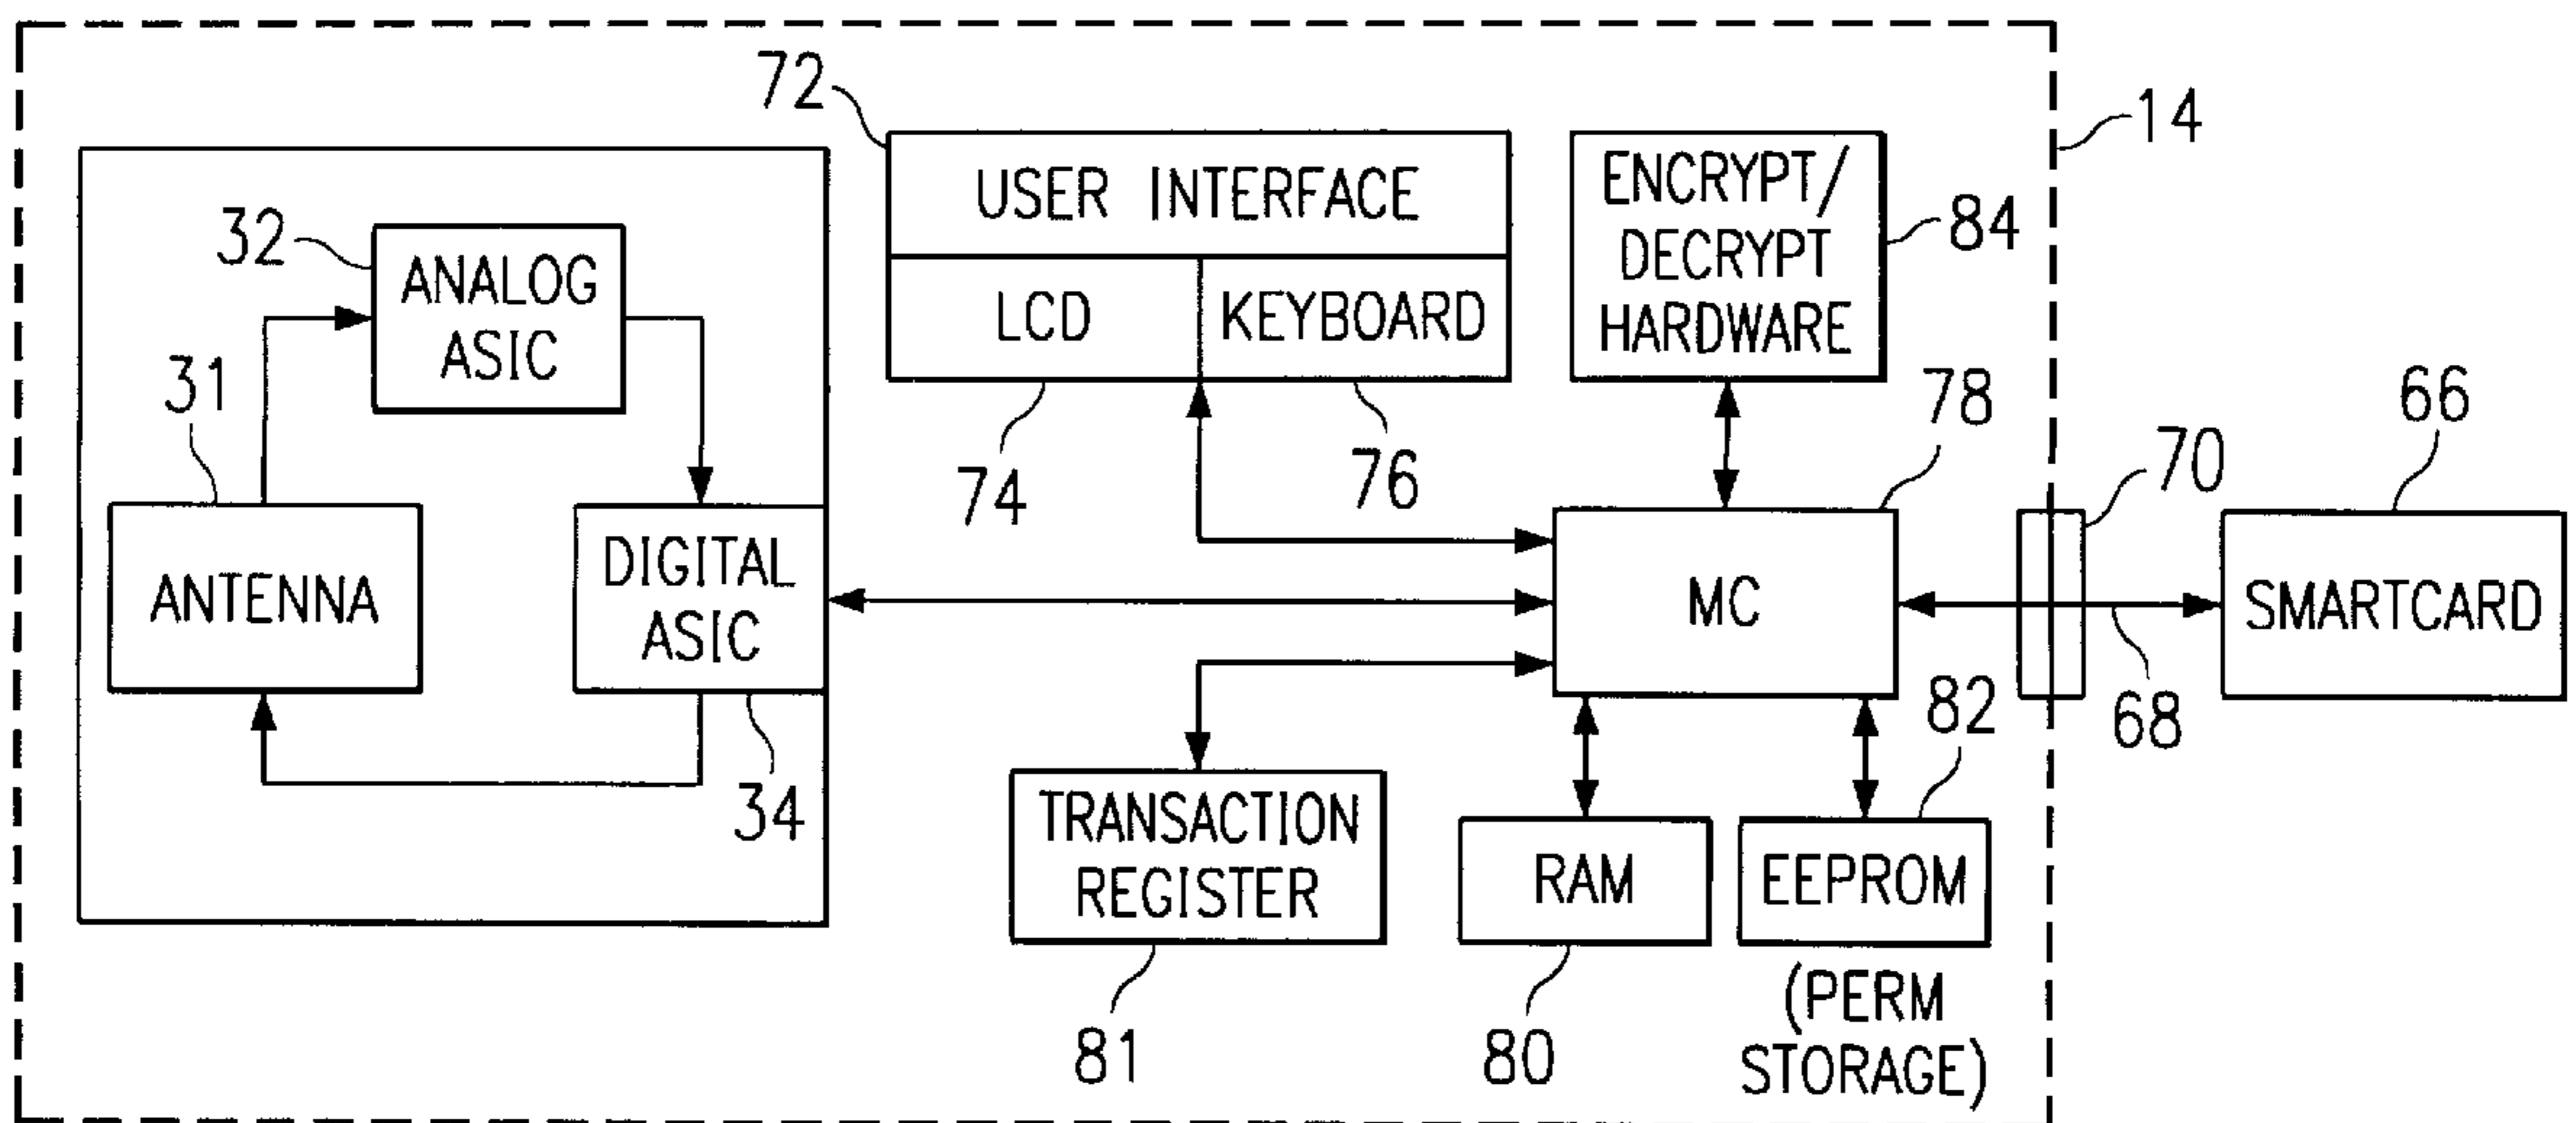 72
14
USER INTERFACE
ENCRYPT/
DECRYPT
HARDWARE
84
32
ANALOG
ASIC
LCD
KEYBOARD
31
74
76
78
66
70
ANTENNA
DIGITAL
ASIC
MC
SMARTCARD
68
34
82
TRANSACTION
REGISTER
RAM
EEPROM
81
80
(PERM
STORAGE)